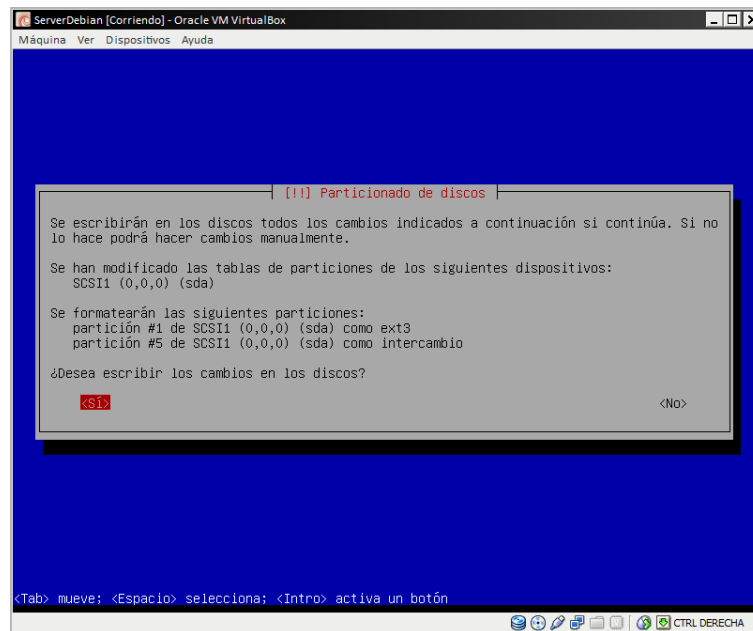 ServerDebian [Corriendo] - Oracle VM VirtualBox
Máquina Ver Dispositivos Ayuda
[!!] Particionado de discos
Se escribirán en los discos todos los cambios indicados a continuación si continúa. Si no
lo hace podrá hacer cambios manualmente.
Se han modificado las tablas de particiones de los siguientes dispositivos:
SCSI1 (0,0,0) (sda)
Se formatearán las siguientes particiones:
partición #1 de SCSI1 (0,0,0) (sda) como ext3
partición #5 de SCSI1 (0,0,0) (sda) como intercambio
¿Desea escribir los cambios en los discos?
<Sí> <No>
<Tab> mueve; <Espacio> selecciona; <Intro> activa un botón
CTRL DERECHA